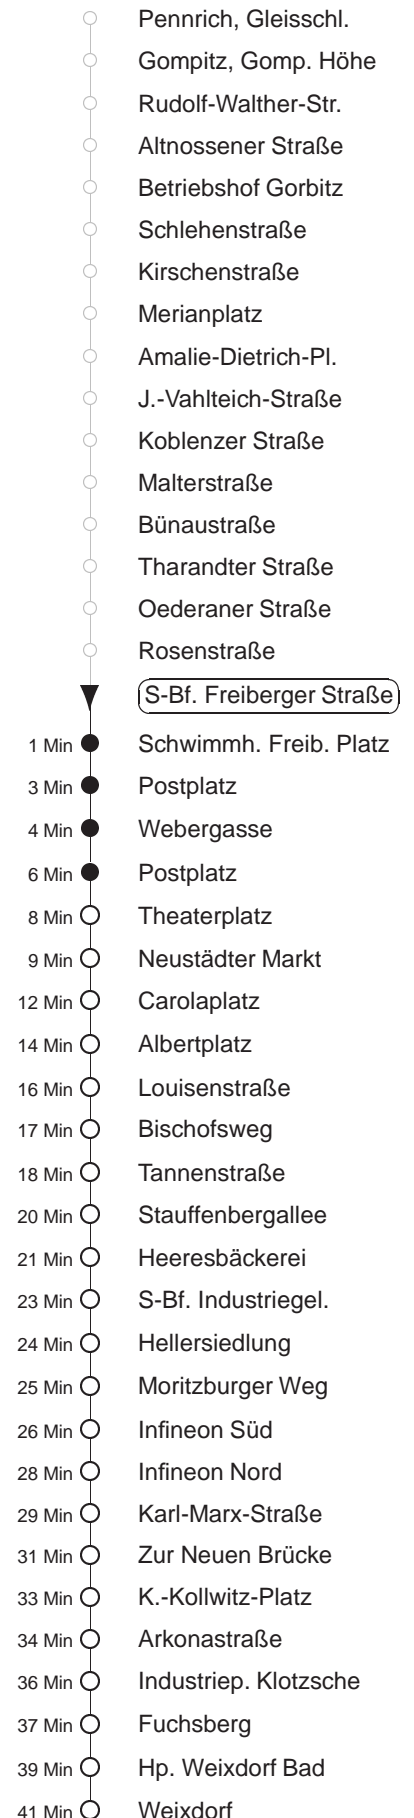 Pennrich, Gleisschl.
Gompitz, Gomp. Höhe
Rudolf-Walther-Str.
Altnossener Straße
Betriebshof Gorbitz
Schlehenstraße
Kirschenstraße
Merianplatz
Amalie-Dietrich-Pl.
J.-Vahlteich-Straße
Koblenzer Straße
Malterstraße
Bünaustraße
Tharandter Straße
Oederaner Straße
Rosenstraße
S-Bf. Freiberger Straße
1 Min Schwimmh. Freib. Platz
3 Min Postplatz
4 Min Webergasse
6 Min Postplatz
8 Min Theaterplatz
9 Min Neustädter Markt
12 Min Carolaplatz
14 Min Albertplatz
16 Min Louisenstraße
17 Min Bischofsweg
18 Min Tannenstraße
20 Min Stauffenbergallee
21 Min Heeresbäckerei
23 Min S-Bf. Industriegel.
24 Min Hellersiedlung
25 Min Moritzburger Weg
26 Min Infineon Süd
28 Min Infineon Nord
29 Min Karl-Marx-Straße
31 Min Zur Neuen Brücke
33 Min K.-Kollwitz-Platz
34 Min Arkonastraße
36 Min Industriep. Klotzsche
37 Min Fuchsberg
39 Min Hp. Weixdorf Bad
41 Min Weixdorf